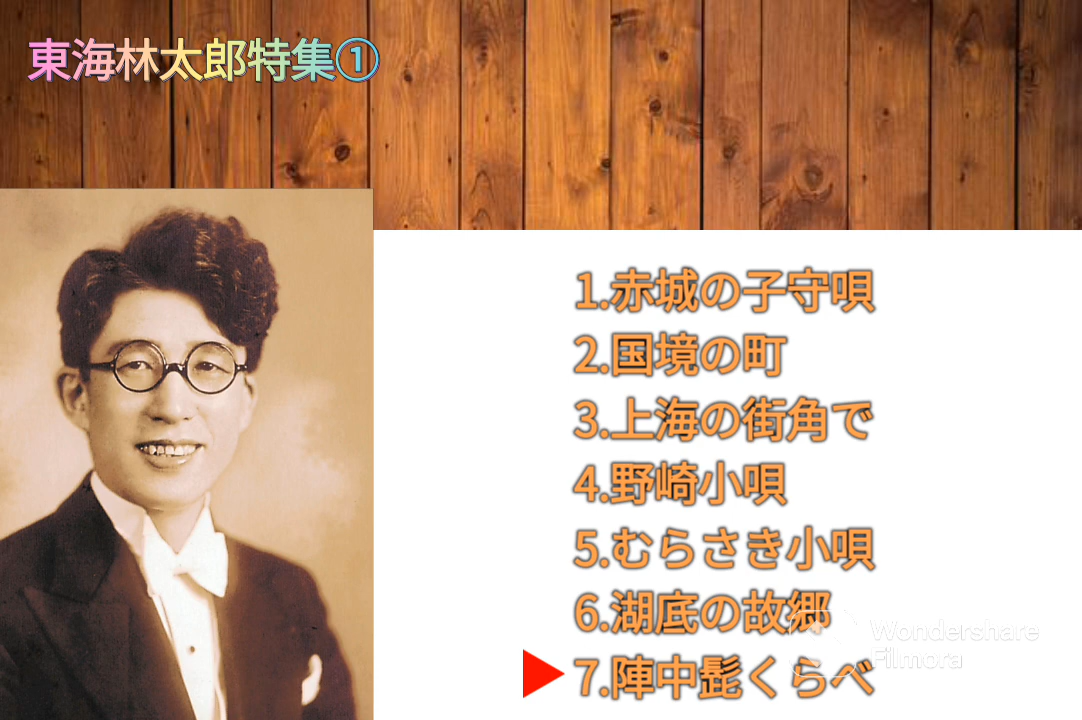 東海林太郎特集①
1.赤城の子守唄
2.国境の町
3.上海の街角で
4.野崎小唄
5.むらさき小唄
6.湖底の故郷
7.陣中髭くらべ
Wondershare
Filmora